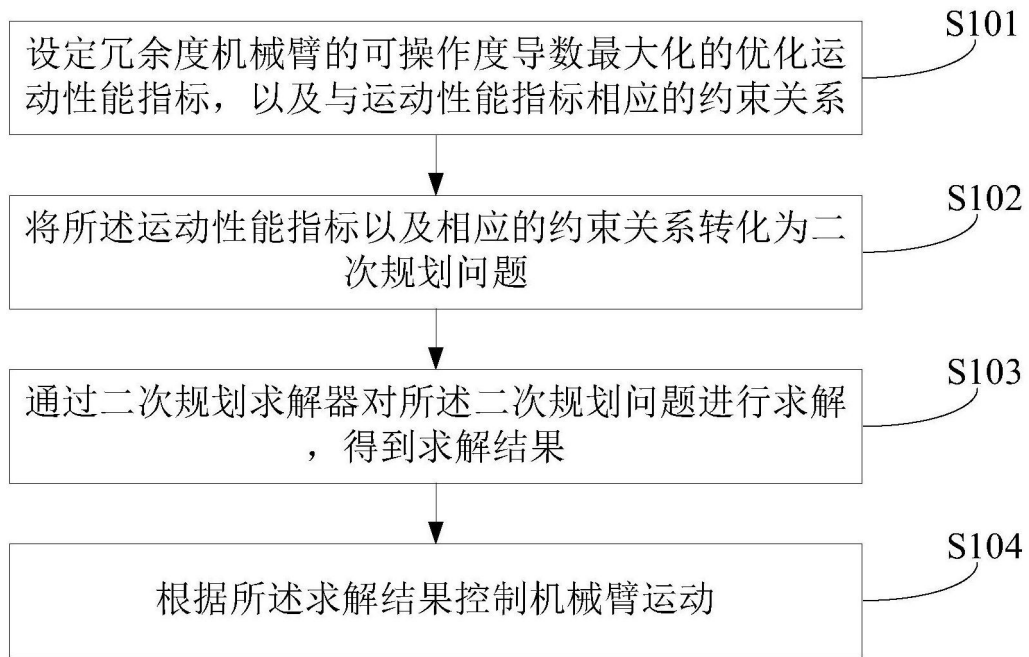 S101
设定冗余度机械臂的可操作度导数最大化的优化运
动性能指标，以及与运动性能指标相应的约束关系
S102
将所述运动性能指标以及相应的约束关系转化为二
次规划问题
S103
通过二次规划求解器对所述二次规划问题进行求解
，得到求解结果
S104
根据所述求解结果控制机械臂运动